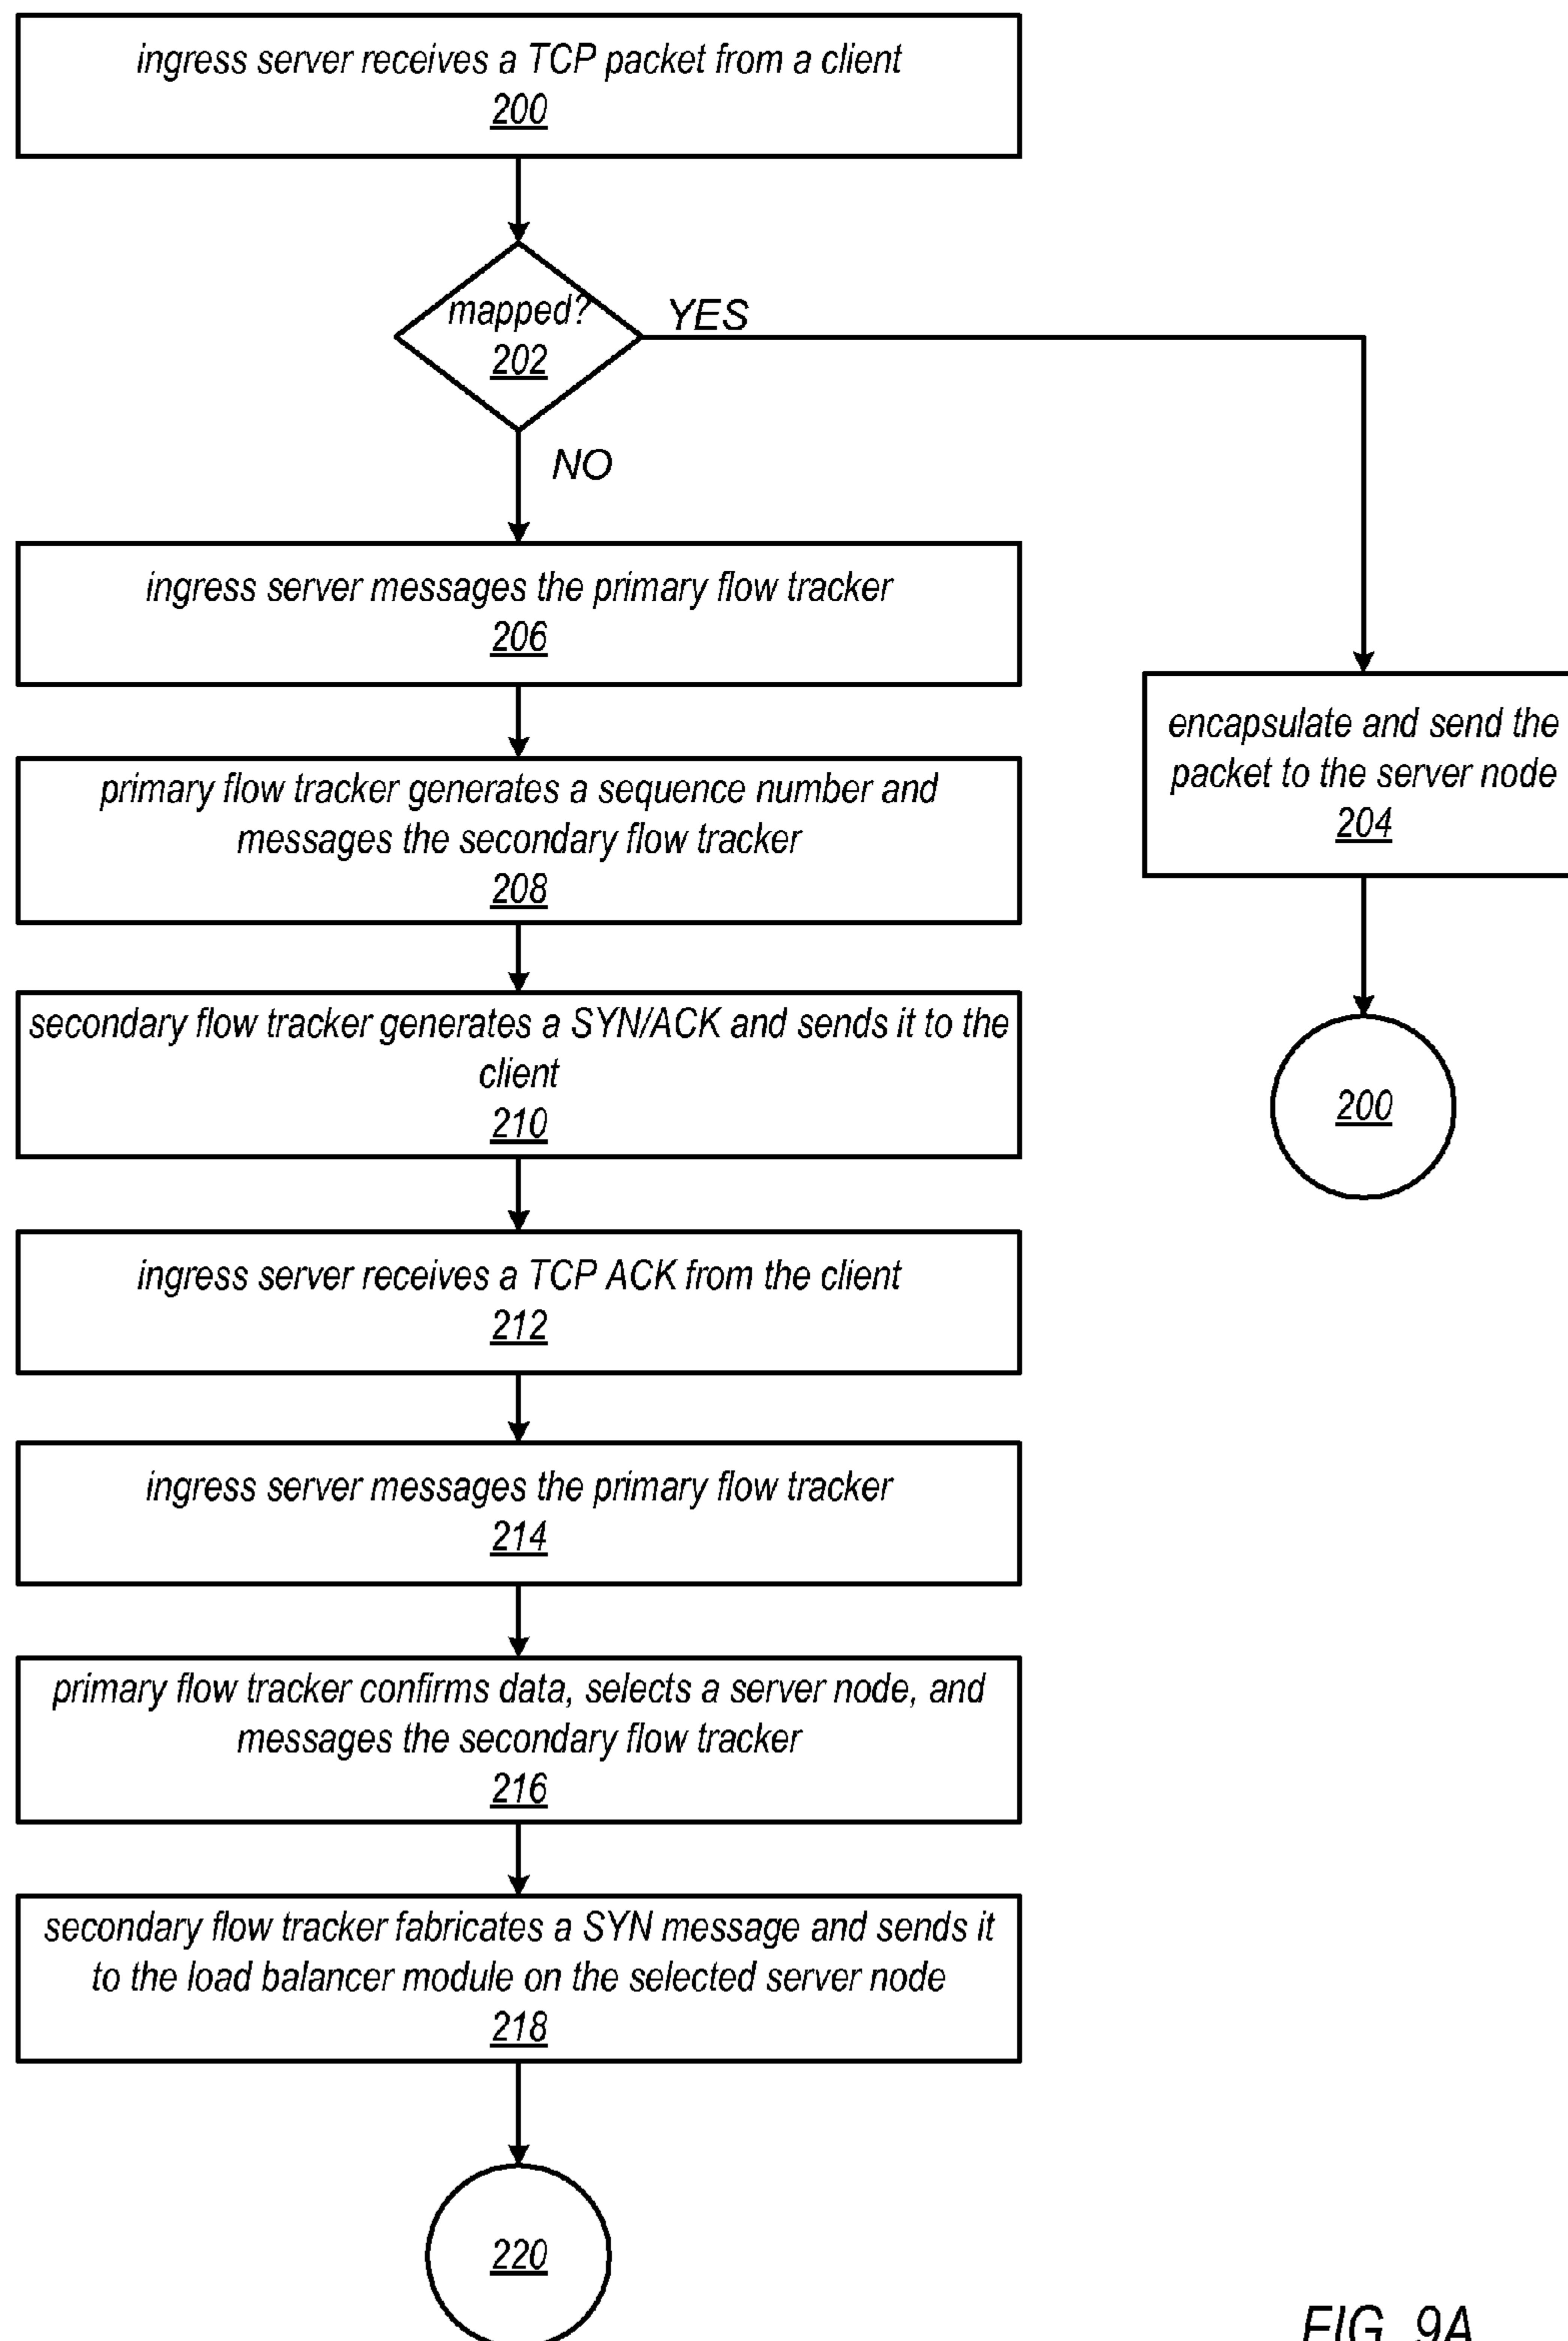 ingress server receives a TCP packet from a client
200
mapped?
202
YES
NO
ingress server messages the primary flow tracker
206
encapsulate and send the
packet to the server node
204
primary flow tracker generates a sequence number and
messages the secondary flow tracker
208
secondary flow tracker generates a SYN/ACK and sends it to the
client
210
200
ingress server receives a TCP ACK from the client
212
ingress server messages the primary flow tracker
214
primary flow tracker confirms data, selects a server node, and
messages the secondary flow tracker
216
secondary flow tracker fabricates a SYN message and sends it
to the load balancer module on the selected server node
218
220
FIG. 9A